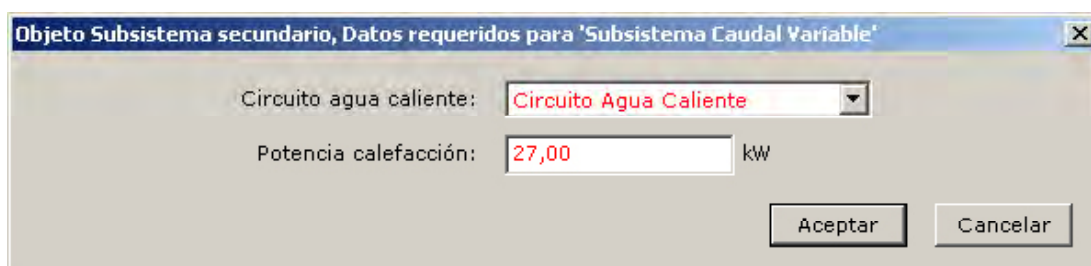 Objeto Subsistema secundario, Datos requeridos para 'Subsistema Caudal Variable'
Circuito agua caliente: Circuito Agua Caliente
Potencia calefacción: 27,00 kW
Aceptar Cancelar